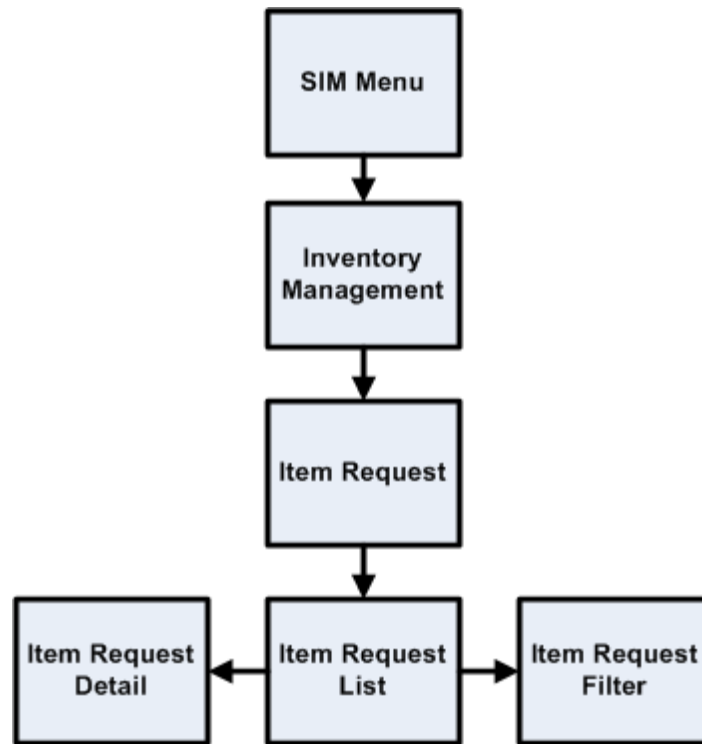 SIM Menu
Inventory
Management
Item Request
Item Request
Detail
Item Request
List
Item Request
Filter